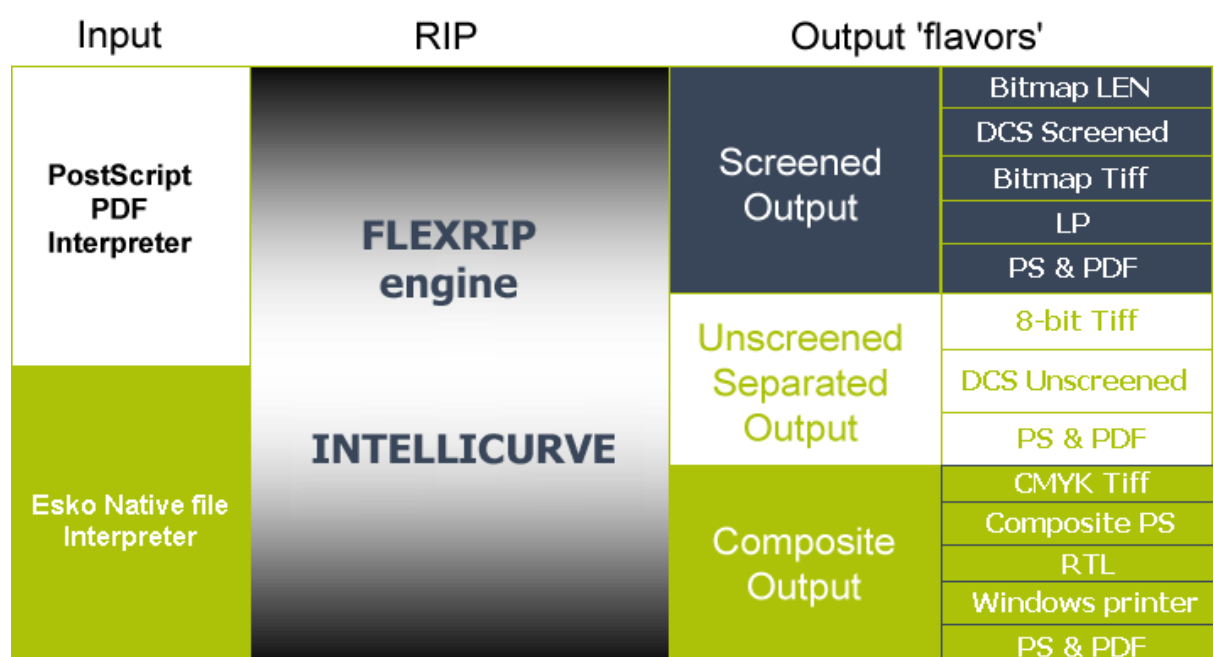 Input
RIP
Output 'flavors'
PostScript
PDF
Interpreter
Esko Native file
Interpreter
FLEXRIP
engine
INTELLICURVE
Screened
Output
Bitmap LEN
DCS Screened
Bitmap Tiff
LP
PS & PDF
Unscreened
Separated
Output
8-bit Tiff
DCS Unscreened
PS & PDF
Composite
Output
CMYK Tiff
Composite PS
RTL
Windows printer
PS & PDF